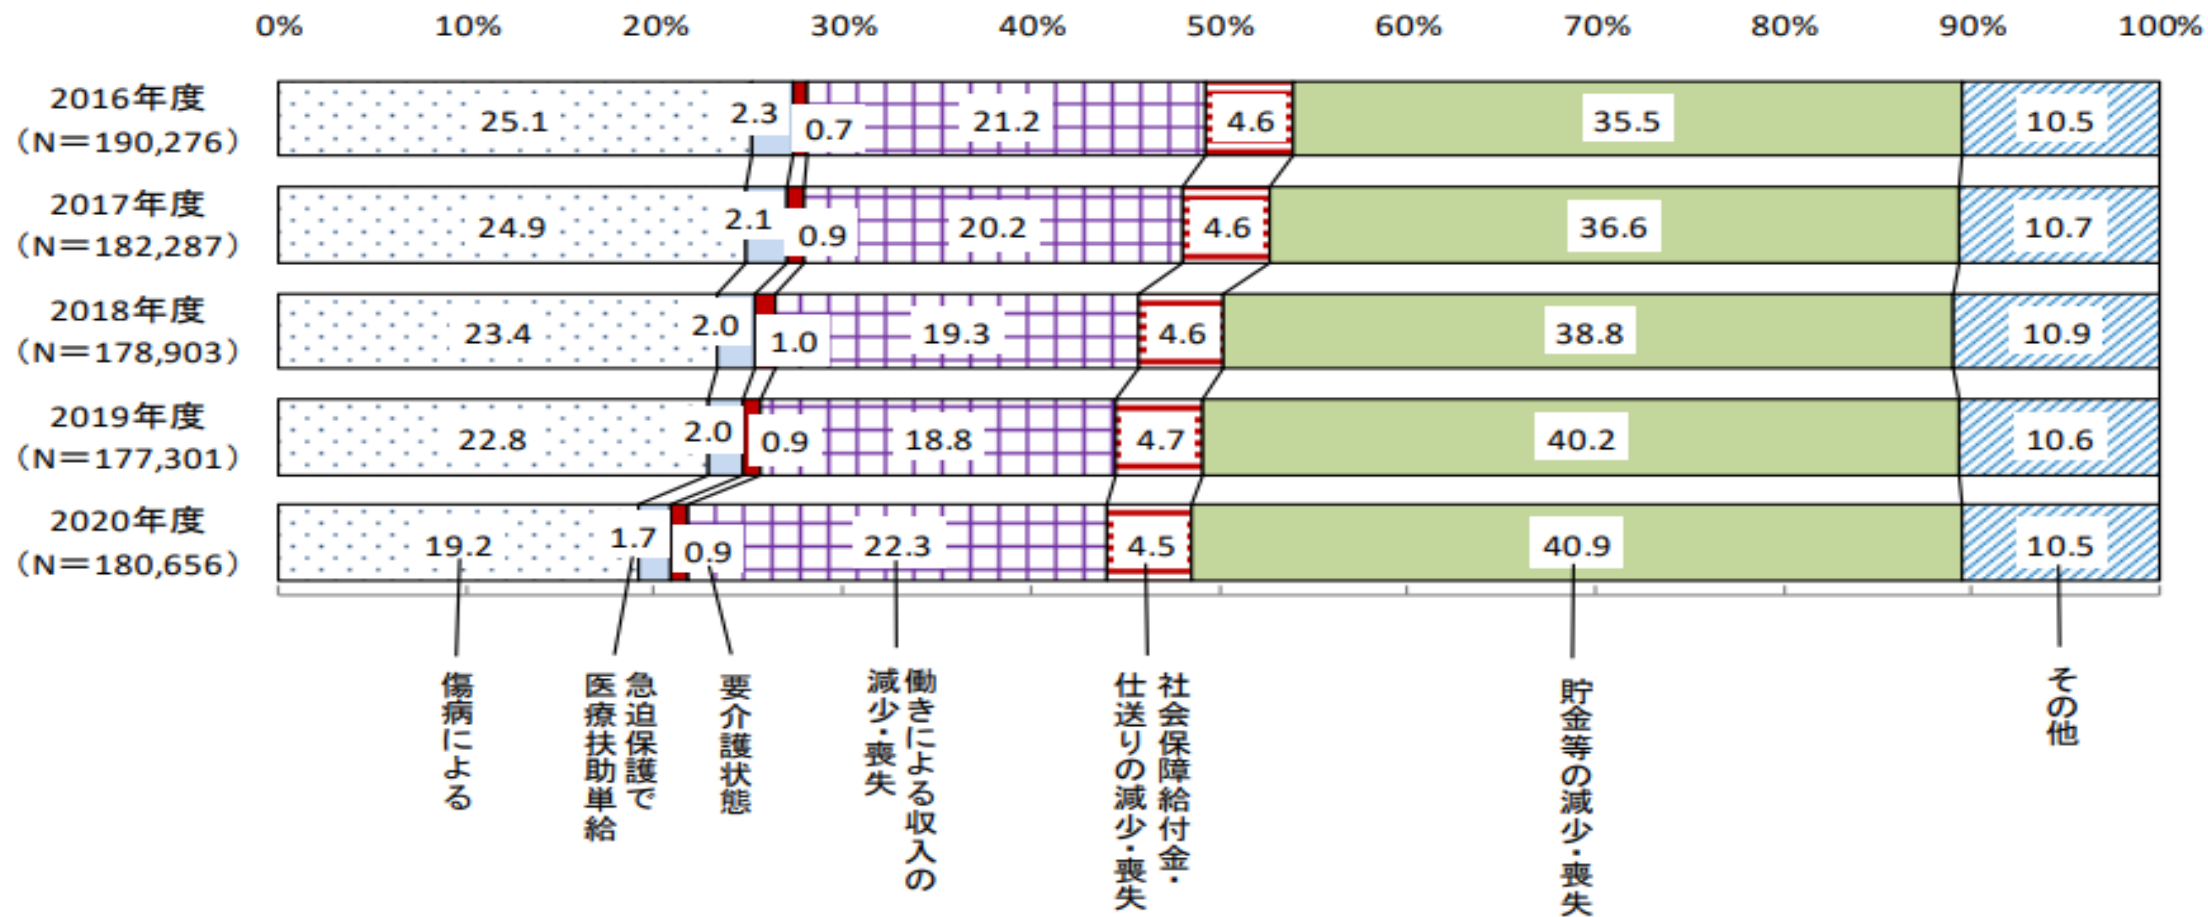 0% 10% 20% 30% 40% 50% 60% 70% 80% 90% 100%
2016年度
（N＝190,276）
25.1 2.3 0.7 21.2 4.6 35.5 10.5
2017年度
（N＝182,287）
24.9 2.1 0.9 20.2 4.6 36.6 10.7
2018年度
（N＝178,903）
23.4 2.0 1.0 19.3 4.6 38.8 10.9
2019年度
（N＝177,301）
22.8 2.0 0.9 18.8 4.7 40.2 10.6
2020年度
（N＝180,656）
19.2 1.7 0.9 22.3 4.5 40.9 10.5
傷病による
急迫保護で
医療扶助単給
要介護状態
働きによる収入の
減少・喪失
社会保障給付金・
仕送りの減少・喪失
貯金等の減少・喪失
その他